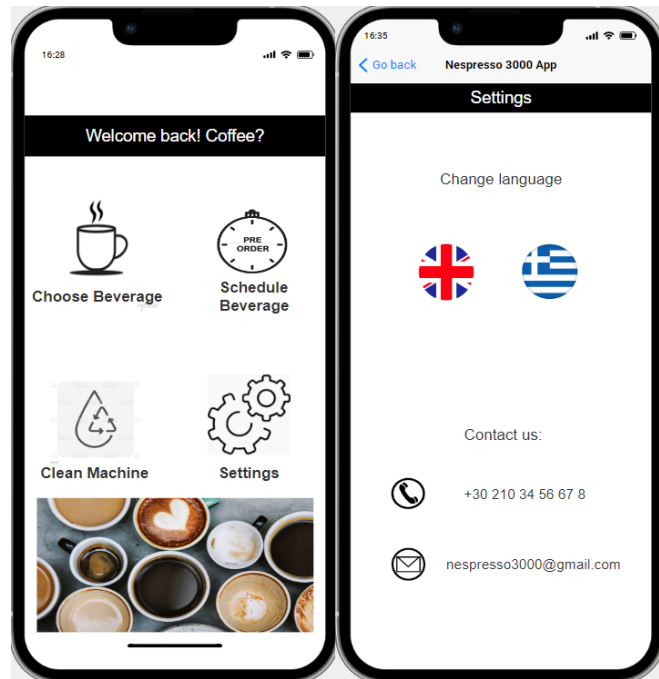 16:28
Welcome back! Coffee?
PRE
ORDER
Choose Beverage
Schedule
Beverage
Clean Machine
Settings
16:35
Go back
Nespresso 3000 App
Settings
Change language
Contact us:
+30 210 34 56 67 8
nespresso3000@gmail.com